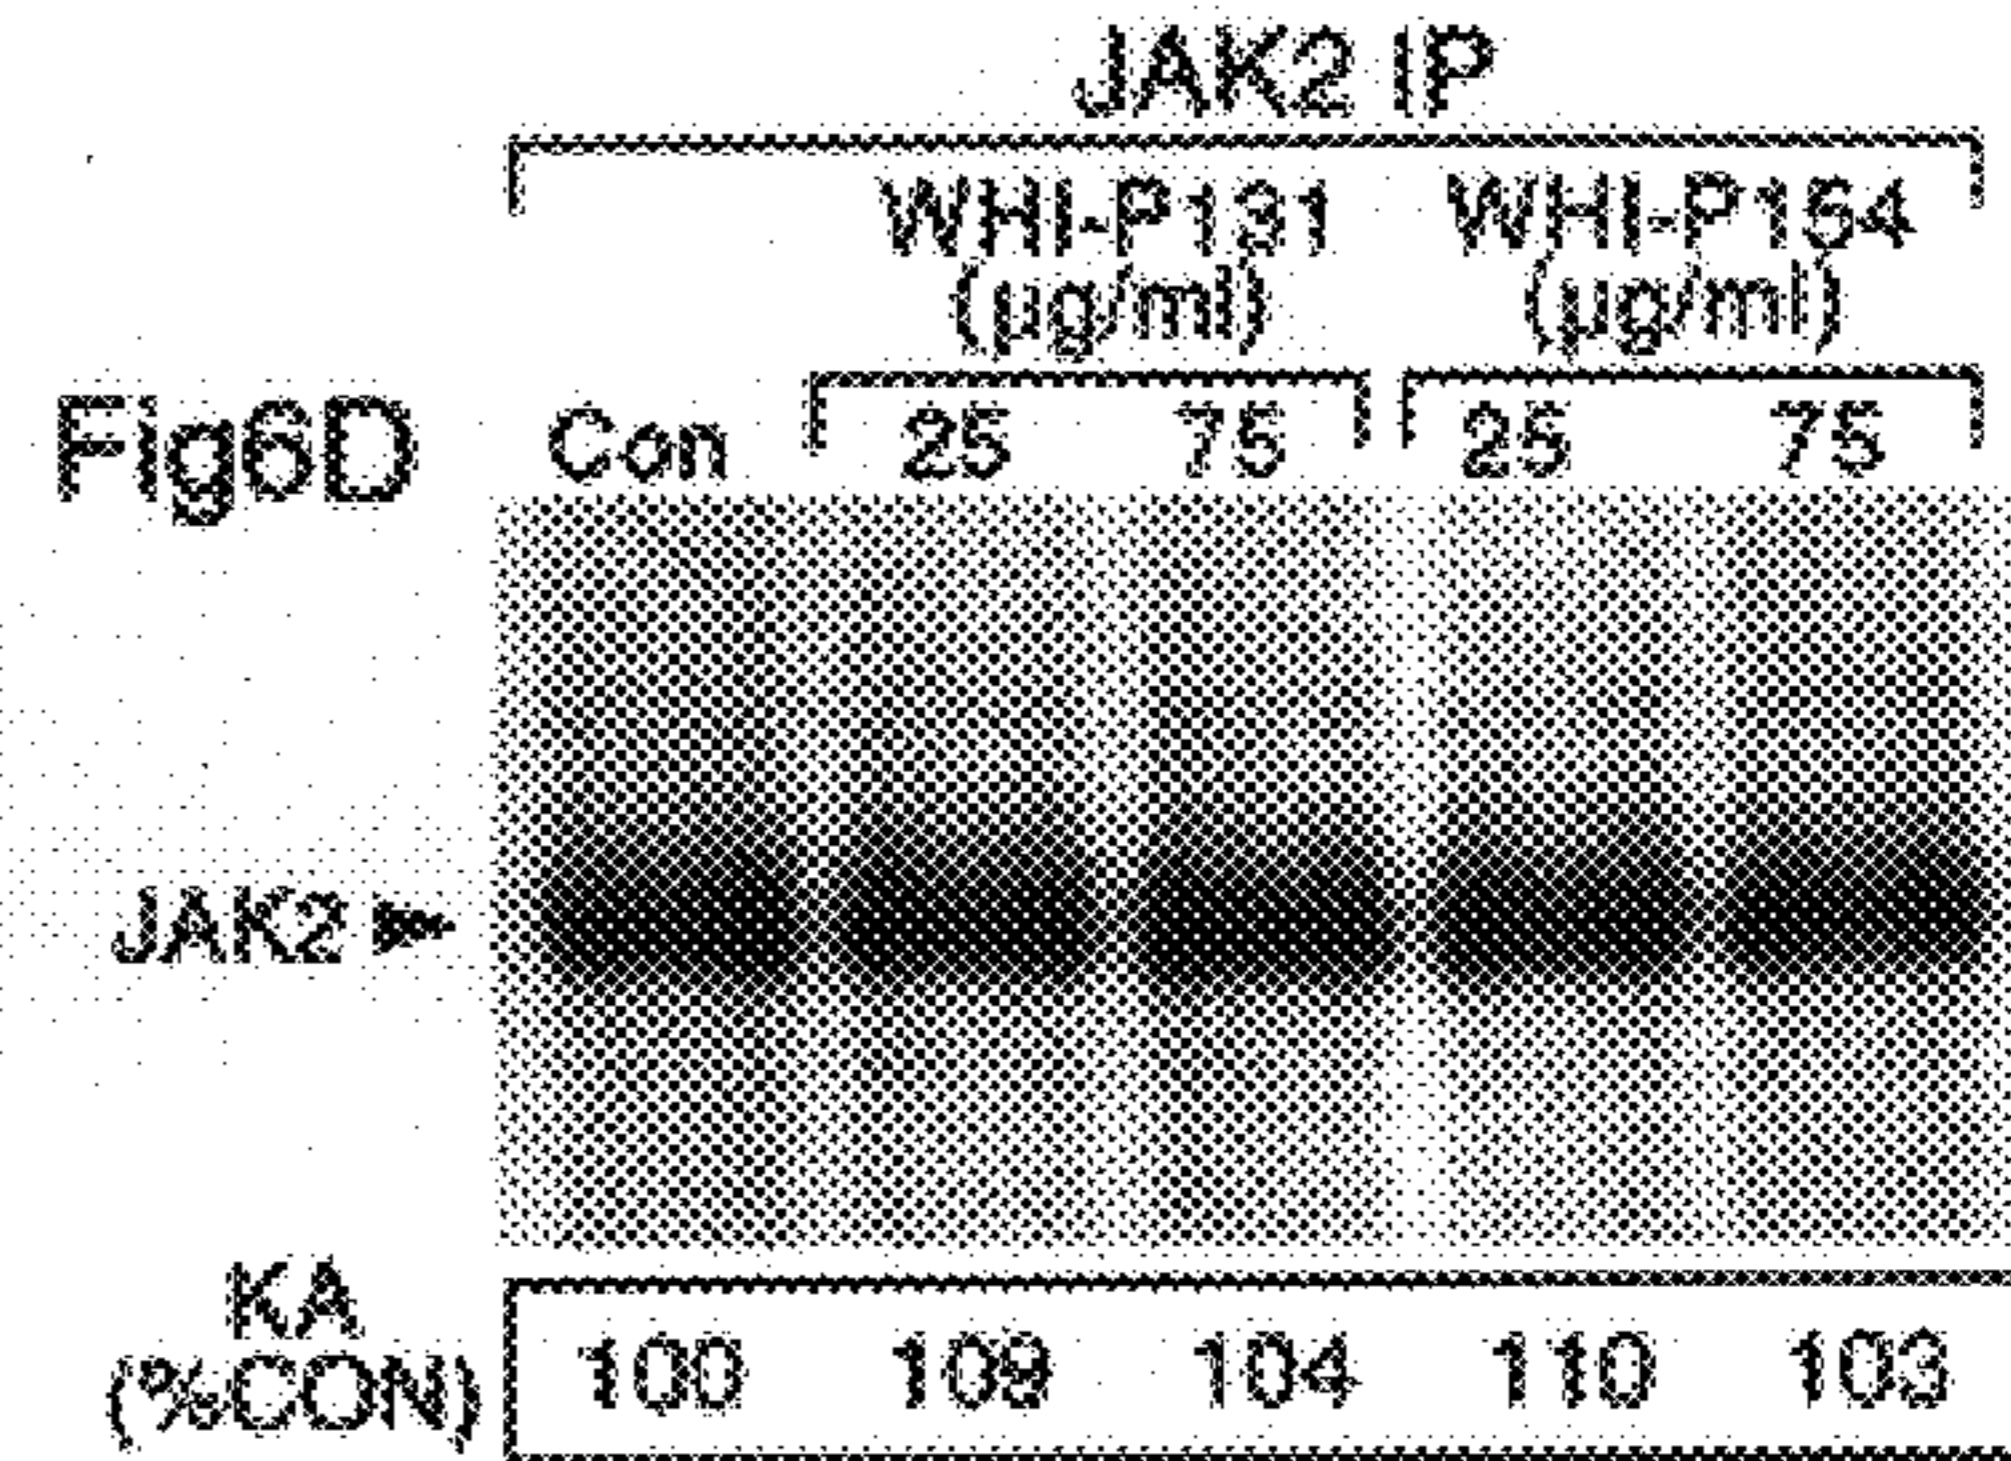 JAK2 IP
WHI-P131 WHI-P154
(µg/ml) (µg/ml)
Fig6D Con 25 75 25 75
JAK2
KA
(%CON) 100 109 104 110 103